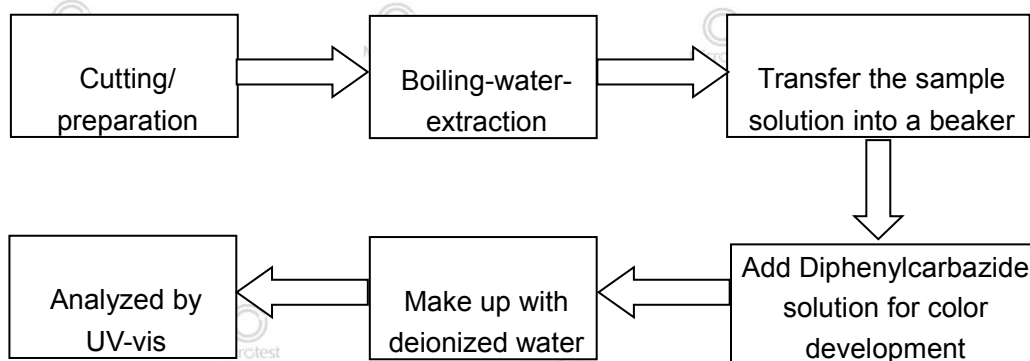 Cutting/
preparation
Boiling-water-
extraction
Transfer the sample
solution into a beaker
Add Diphenylcarbazide
solution for color
development
Make up with
deionized water
Analyzed by
UV-vis